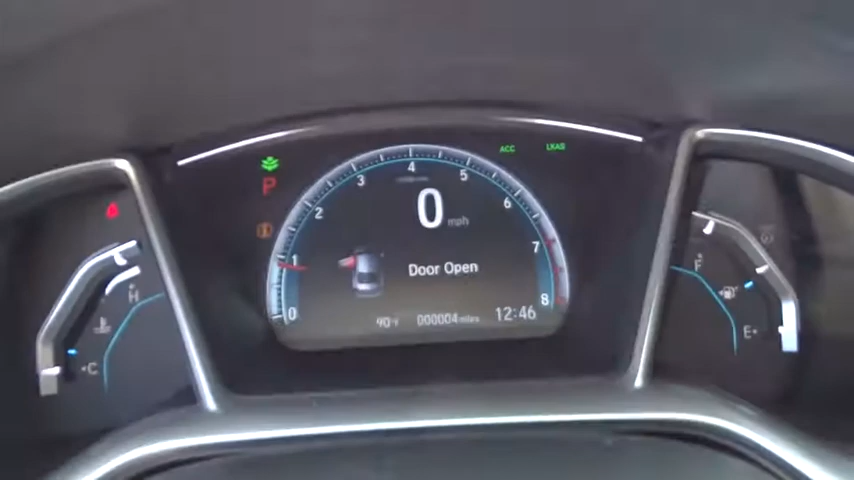 ACC LKAS
P
0 1 2 3 4 5 6 7 8
0 mph
Door Open
40°F 000004 miles 12:46
H
C
F
E